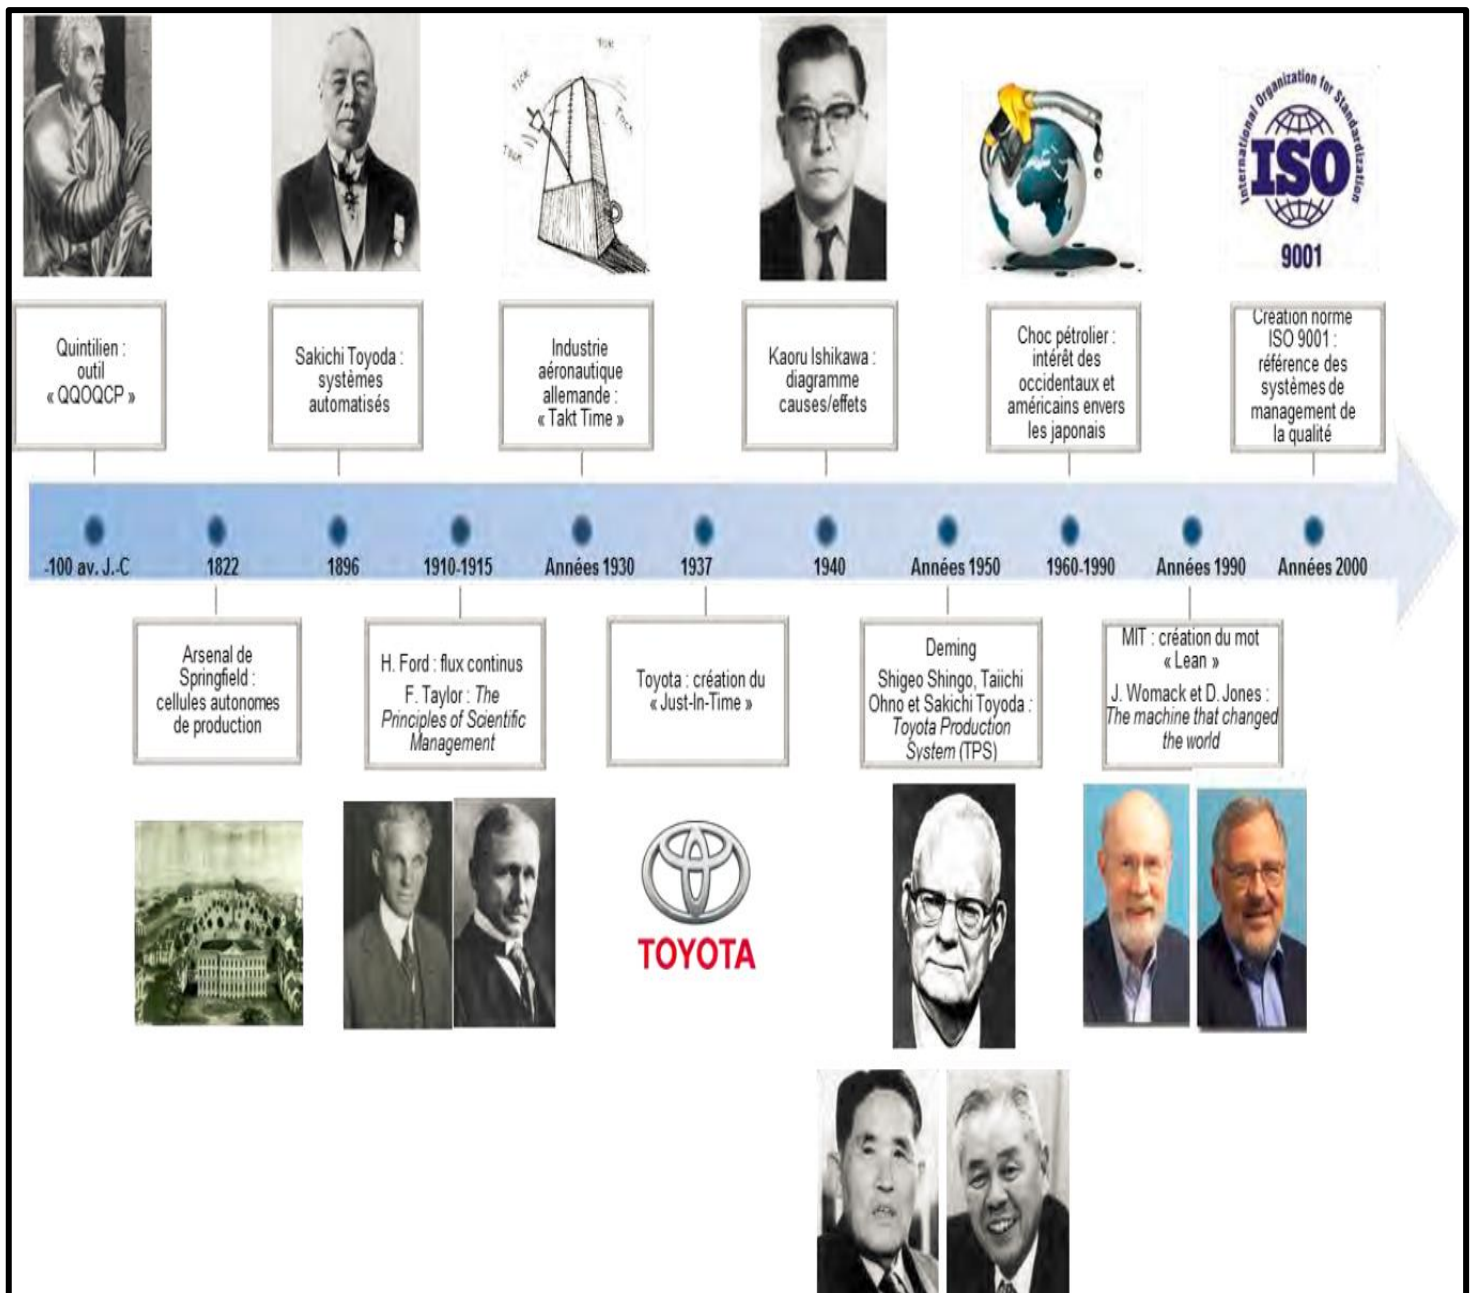 TICK
TOCK
TICK
TOCK
International Organization for Standardization
ISO
9001
Quintilien :
outil
« QQOQCP »
Sakichi Toyoda :
systèmes
automatisés
Industrie
aéronautique
allemande :
« Takt Time »
Kaoru Ishikawa :
diagramme
causes/effets
Choc pétrolier :
intérêt des
occidentaux et
américains envers
les japonais
Création norme
ISO 9001 :
référence des
systèmes de
management de
la qualité
-100 av. J.-C
1822
1896
1910-1915
Années 1930
1937
1940
Années 1950
1960-1990
Années 1990
Années 2000
Arsenal de
Springfield :
cellules autonomes
de production
H. Ford : flux continus
F. Taylor : The
Principles of Scientific
Management
Toyota : création du
« Just-In-Time »
Deming
Shigeo Shingo, Taiichi
Ohno et Sakichi Toyoda :
Toyota Production
System (TPS)
MIT : création du mot
« Lean »
J. Womack et D. Jones :
The machine that changed
the world
TOYOTA